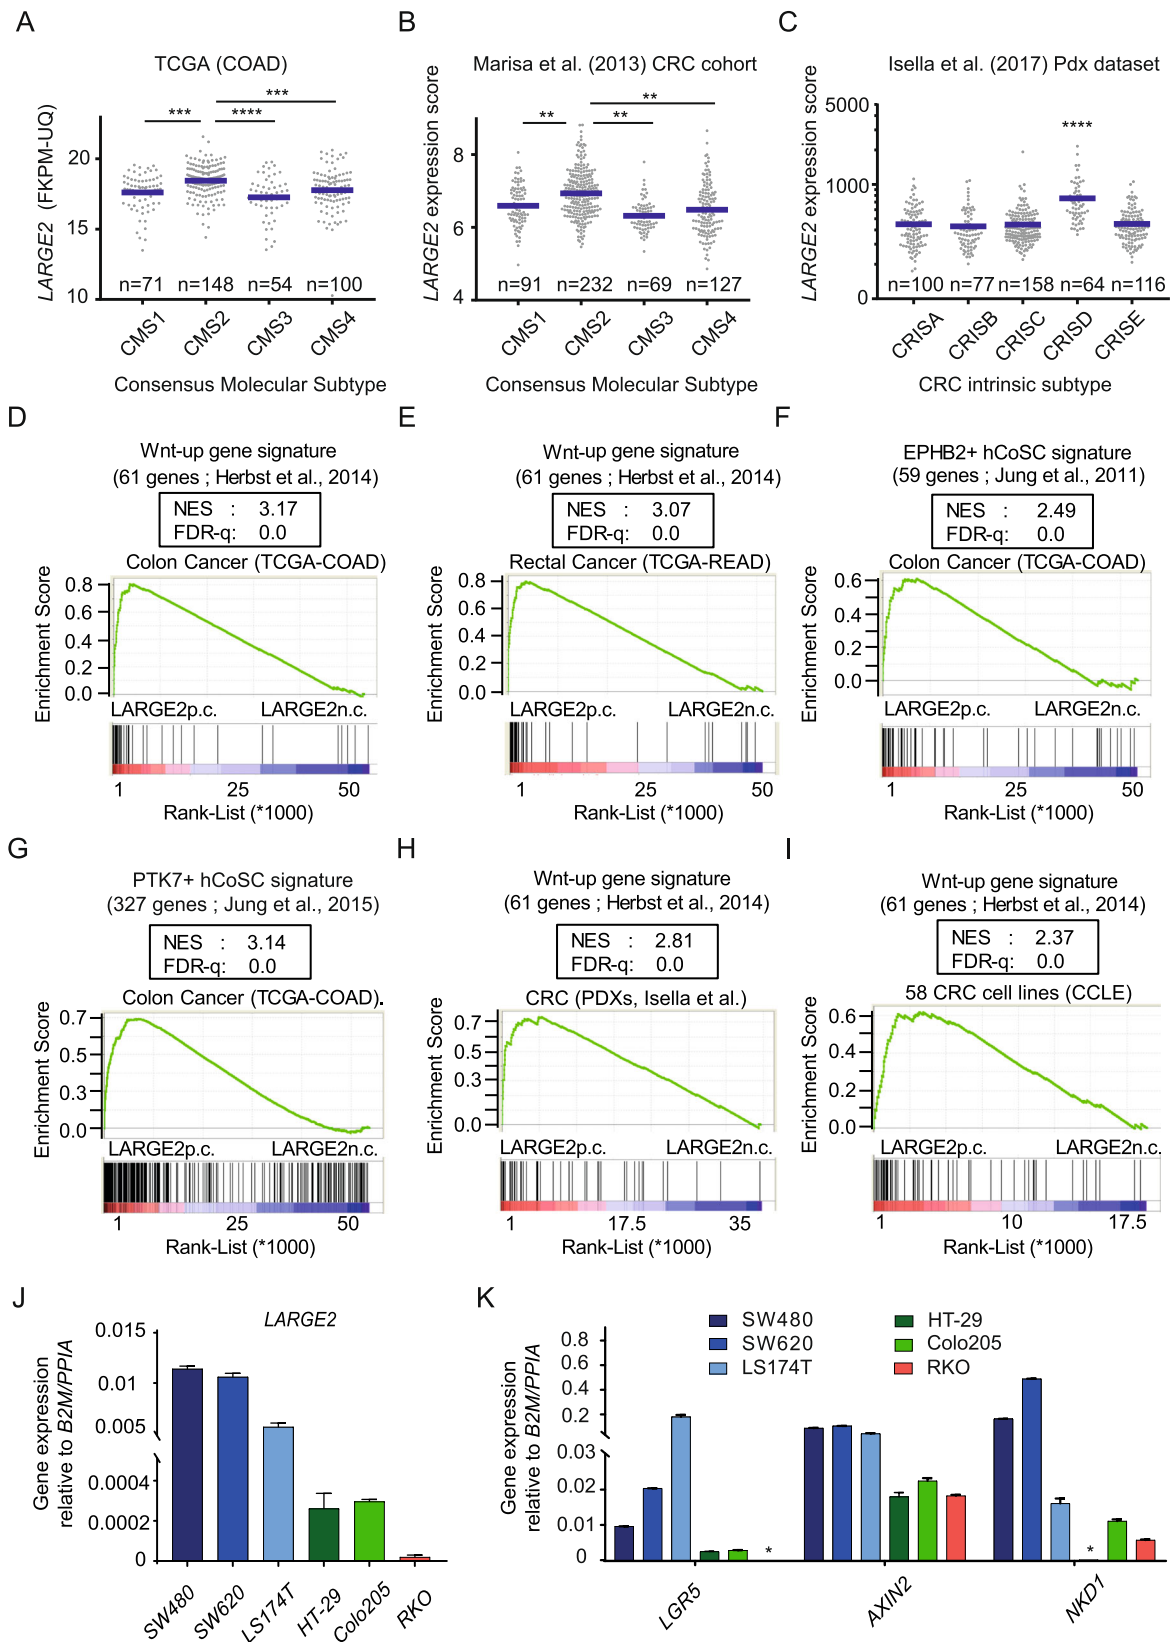 A
TCGA (COAD)
LARGE2 (FKPM-UQ)
***
***
****
20
15
10
n=71 n=148 n=54 n=100
CMS1 CMS2 CMS3 CMS4
Consensus Molecular Subtype
B
Marisa et al. (2013) CRC cohort
LARGE2 expression score
**
**
**
8
6
4
n=91 n=232 n=69 n=127
CMS1 CMS2 CMS3 CMS4
Consensus Molecular Subtype
C
Isella et al. (2017) Pdx dataset
LARGE2 expression score
****
5000
1000
0
n=100 n=77 n=158 n=64 n=116
CRISA CRISB CRISC CRISD CRISE
CRC intrinsic subtype
D
Wnt-up gene signature
(61 genes ; Herbst et al., 2014)
NES : 3.17
FDR-q: 0.0
Colon Cancer (TCGA-COAD)
Enrichment Score
0.8
0.6
0.4
0.2
0.0
LARGE2p.c. LARGE2n.c.
1 25 50
Rank-List (*1000)
E
Wnt-up gene signature
(61 genes ; Herbst et al., 2014)
NES : 3.07
FDR-q: 0.0
Rectal Cancer (TCGA-READ)
Enrichment Score
0.8
0.6
0.4
0.2
0.0
LARGE2p.c. LARGE2n.c.
1 25 50
Rank-List (*1000)
F
EPHB2+ hCoSC signature
(59 genes ; Jung et al., 2011)
NES : 2.49
FDR-q: 0.0
Colon Cancer (TCGA-COAD)
Enrichment Score
0.6
0.4
0.2
0.0
LARGE2p.c. LARGE2n.c.
1 25 50
Rank-List (*1000)
G
PTK7+ hCoSC signature
(327 genes ; Jung et al., 2015)
NES : 3.14
FDR-q: 0.0
Colon Cancer (TCGA-COAD).
Enrichment Score
0.7
0.5
0.3
0.0
LARGE2p.c. LARGE2n.c.
1 25 50
Rank-List (*1000)
H
Wnt-up gene signature
(61 genes ; Herbst et al., 2014)
NES : 2.81
FDR-q: 0.0
CRC (PDXs, Isella et al.)
Enrichment Score
0.7
0.5
0.3
0.0
LARGE2p.c. LARGE2n.c.
1 17.5 35
Rank-List (*1000)
I
Wnt-up gene signature
(61 genes ; Herbst et al., 2014)
NES : 2.37
FDR-q: 0.0
58 CRC cell lines (CCLE)
Enrichment Score
0.6
0.4
0.2
0.0
LARGE2p.c. LARGE2n.c.
1 10 17.5
Rank-List (*1000)
J
LARGE2
Gene expression
relative to B2M/PPIA
0.015
0.010
0.005
0.0004
0.0002
0
SW480 SW620 LS174T HT-29 Colo205 RKO
K
SW480
SW620
LS174T
HT-29
Colo205
RKO
Gene expression
relative to B2M/PPIA
0.8
0.6
0.4
0.2
0.03
0.02
0.01
0
*
*
LGR5 AXIN2 NKD1